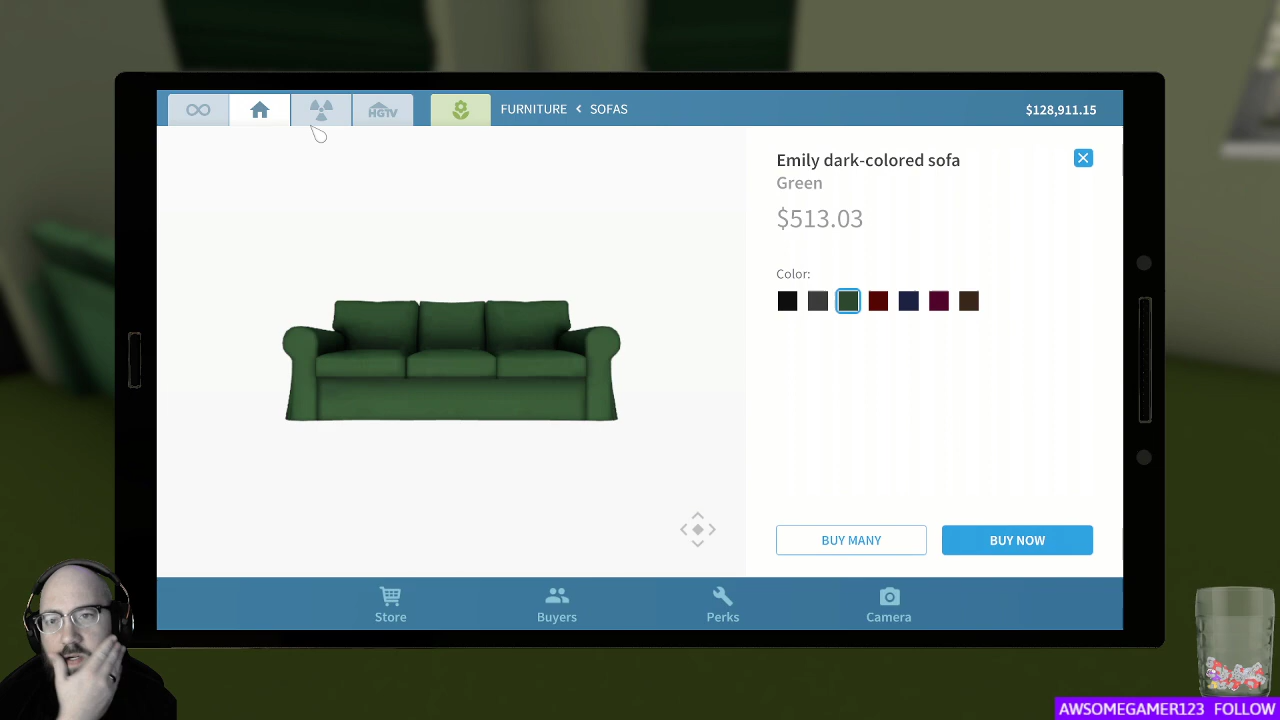 HGTV
FURNITURE < SOFAS
$128,911.15
Emily dark-colored sofa
Green
$513.03
Color:
BUY MANY
BUY NOW
Store
Buyers
Perks
Camera
AWSOMEGAMER123 FOLLOW